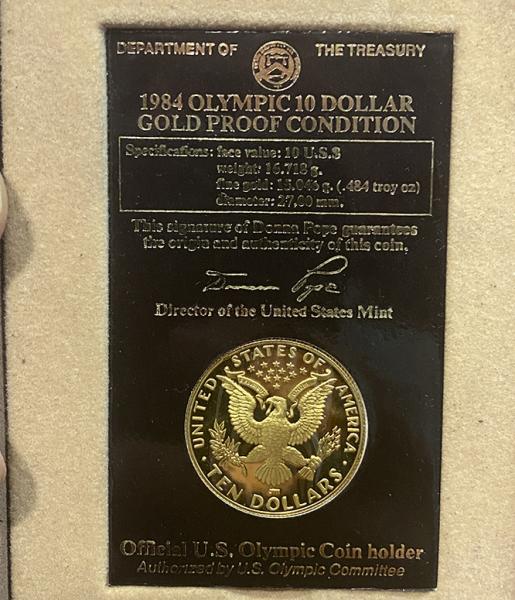 DEPARTMENT OF THE TREASURY
1984 OLYMPIC 10 DOLLAR
GOLD PROOF CONDITION
Specifications: face value: 10 U.S.$
weight: 16.718 g.
fine gold: 15.046 g. (.484 troy oz)
diameter: 27.00 mm.
This signature of Donna Pope guarantees
the origin and authenticity of this coin.
Donna Pope
Director of the United States Mint
UNITED STATES OF AMERICA
TEN DOLLARS
Official U.S. Olympic Coin holder
Authorized by U.S. Olympic Committee